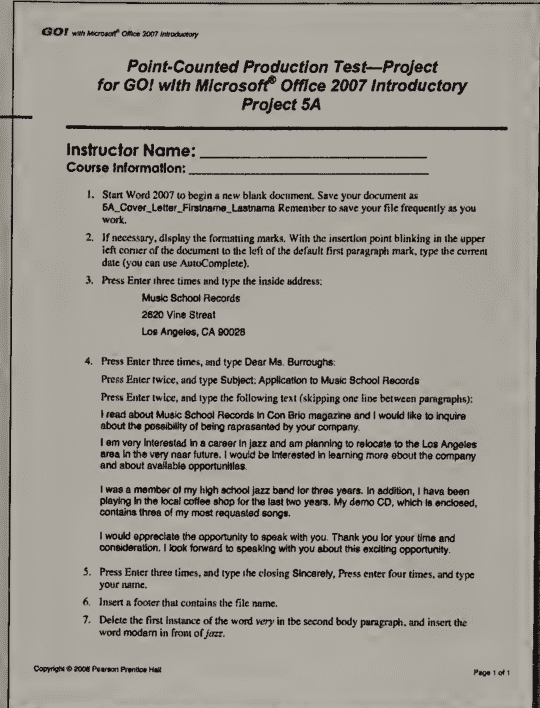 GO! with Microsoft® Office 2007 Introductory
Point-Counted Production Test—Project
for GO! with Microsoft® Office 2007 Introductory
Project 5A
Instructor Name:
Course Information:
1. Start Word 2007 to begin a new blank document. Save your document as
5A_Cover_Letter_Firstname_Lastname Remember to save your file frequently as you
work.
2. If necessary, display the formatting marks. With the insertion point blinking in the upper
left corner of the document to the left of the default first paragraph mark, type the current
date (you can use AutoComplete).
3. Press Enter three times and type the inside address:
Music School Records
2620 Vine Street
Los Angeles, CA 90028
4. Press Enter three times, and type Dear Ms. Burroughs:
Press Enter twice, and type Subject: Application to Music School Records
Press Enter twice, and type the following text (skipping one line between paragraphs):
I read about Music School Records in Con Brio magazine and I would like to inquire
about the possibility of being represented by your company.
I am very interested in a career in jazz and am planning to relocate to the Los Angeles
area in the very near future. I would be interested in learning more about the company
and about available opportunities.
I was a member of my high school jazz band for three years. In addition, I have been
playing in the local coffee shop for the last two years. My demo CD, which is enclosed,
contains three of my most requested songs.
I would appreciate the opportunity to speak with you. Thank you for your time and
consideration. I look forward to speaking with you about this exciting opportunity.
5. Press Enter three times, and type the closing Sincerely, Press enter four times, and type
your name.
6. Insert a footer that contains the file name.
7. Delete the first instance of the word very in the second body paragraph, and insert the
word modern in front of jazz.
Copyright © 2008 Pearson Prentice Hall
Page 1 of 1